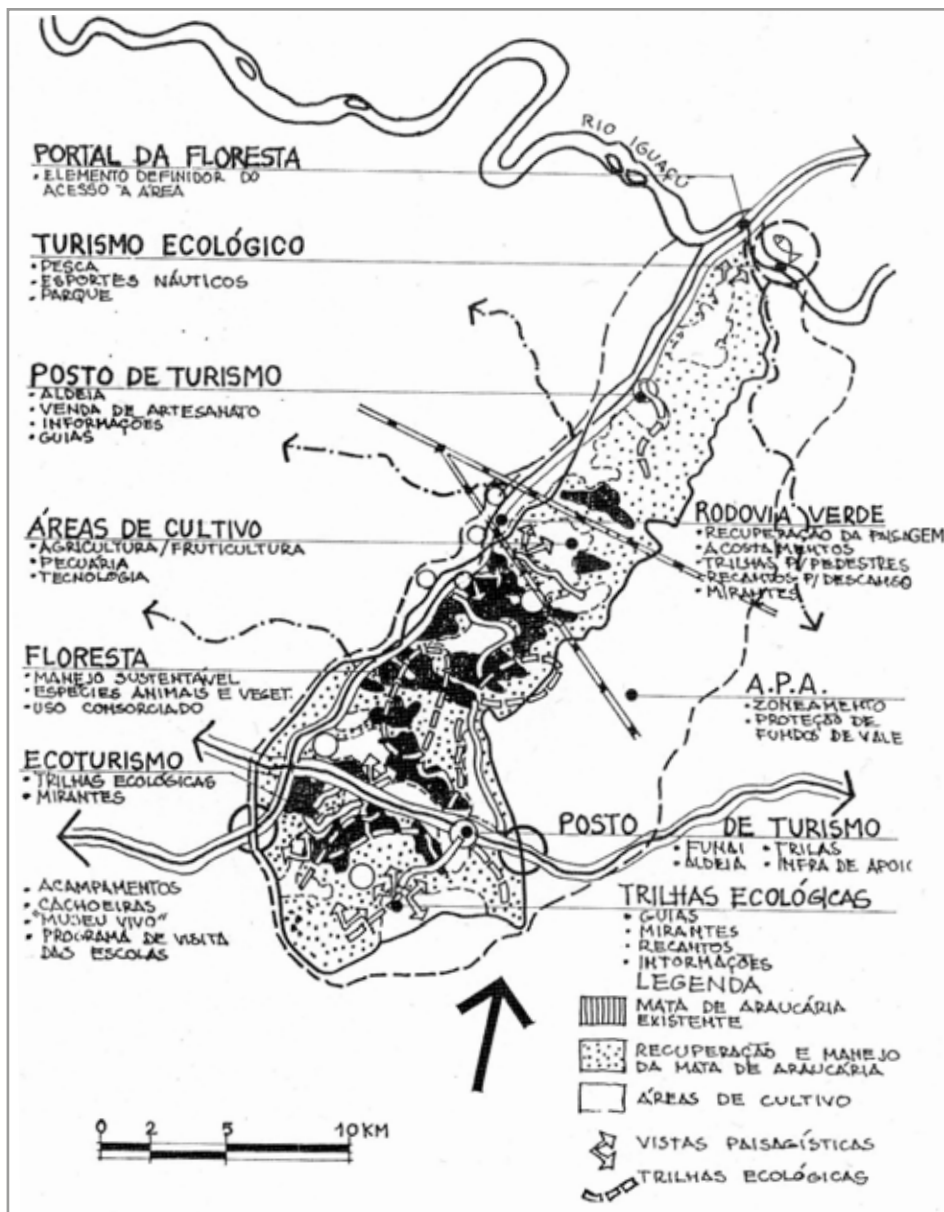 RIO IGUAÇÚ
PORTAL DA FLORESTA
• ELEMENTO DEFINIDOR DO
ACESSO "A ÁREA
TURISMO ECOLÓGICO
• PESCA
• ESPORTES NÁUTICOS
• PARQUE
POSTO DE TURISMO
• ALDEIA
• VENDA DE ARTESANATO
• INFORMAÇÕES
• GUIAS
ÁREAS DE CULTIVO
• AGRICULTURA/FRUTICULTURA
• PECUÁRIA
• TECNOLOGIA
RODOVIA VERDE
• RECUPERAÇÃO DA PAISAGEM
• ACOSTAMENTOS
• TRILHAS P/PEDESTRES
• RECANTOS P/DESCANSO
• MIRANTES
FLORESTA
• MANEJO SUSTENTÁVEL
• ESPÉCIES ANIMAIS E VEGET.
• USO CONSORCIADO
A.P.A.
• ZONEAMENTO
• PROTEÇÃO DE
FUNDOS DE VALE
ECOTURISMO
• TRILHAS ECOLÓGICAS
• MIRANTES
• ACAMPAMENTOS
• CACHOEIRAS
• "MUSEU VIVO"
• PROGRAMA DE VISITA
DAS ESCOLAS
POSTO DE TURISMO
• FUNAI • TRILAS
• ALDEIA • INFRA DE APOIO
TRILHAS ECOLÓGICAS
• GUIAS
• MIRANTES
• RECANTOS
• INFORMAÇÕES
LEGENDA
MATA DE ARAUCÁRIA
EXISTENTE
RECUPERAÇÃO E MANEJO
DA MATA DE ARAUCÁRIA
ÁREAS DE CULTIVO
VISTAS PAISAGÍSTICAS
TRILHAS ECOLÓGICAS
0 2 5 10 KM